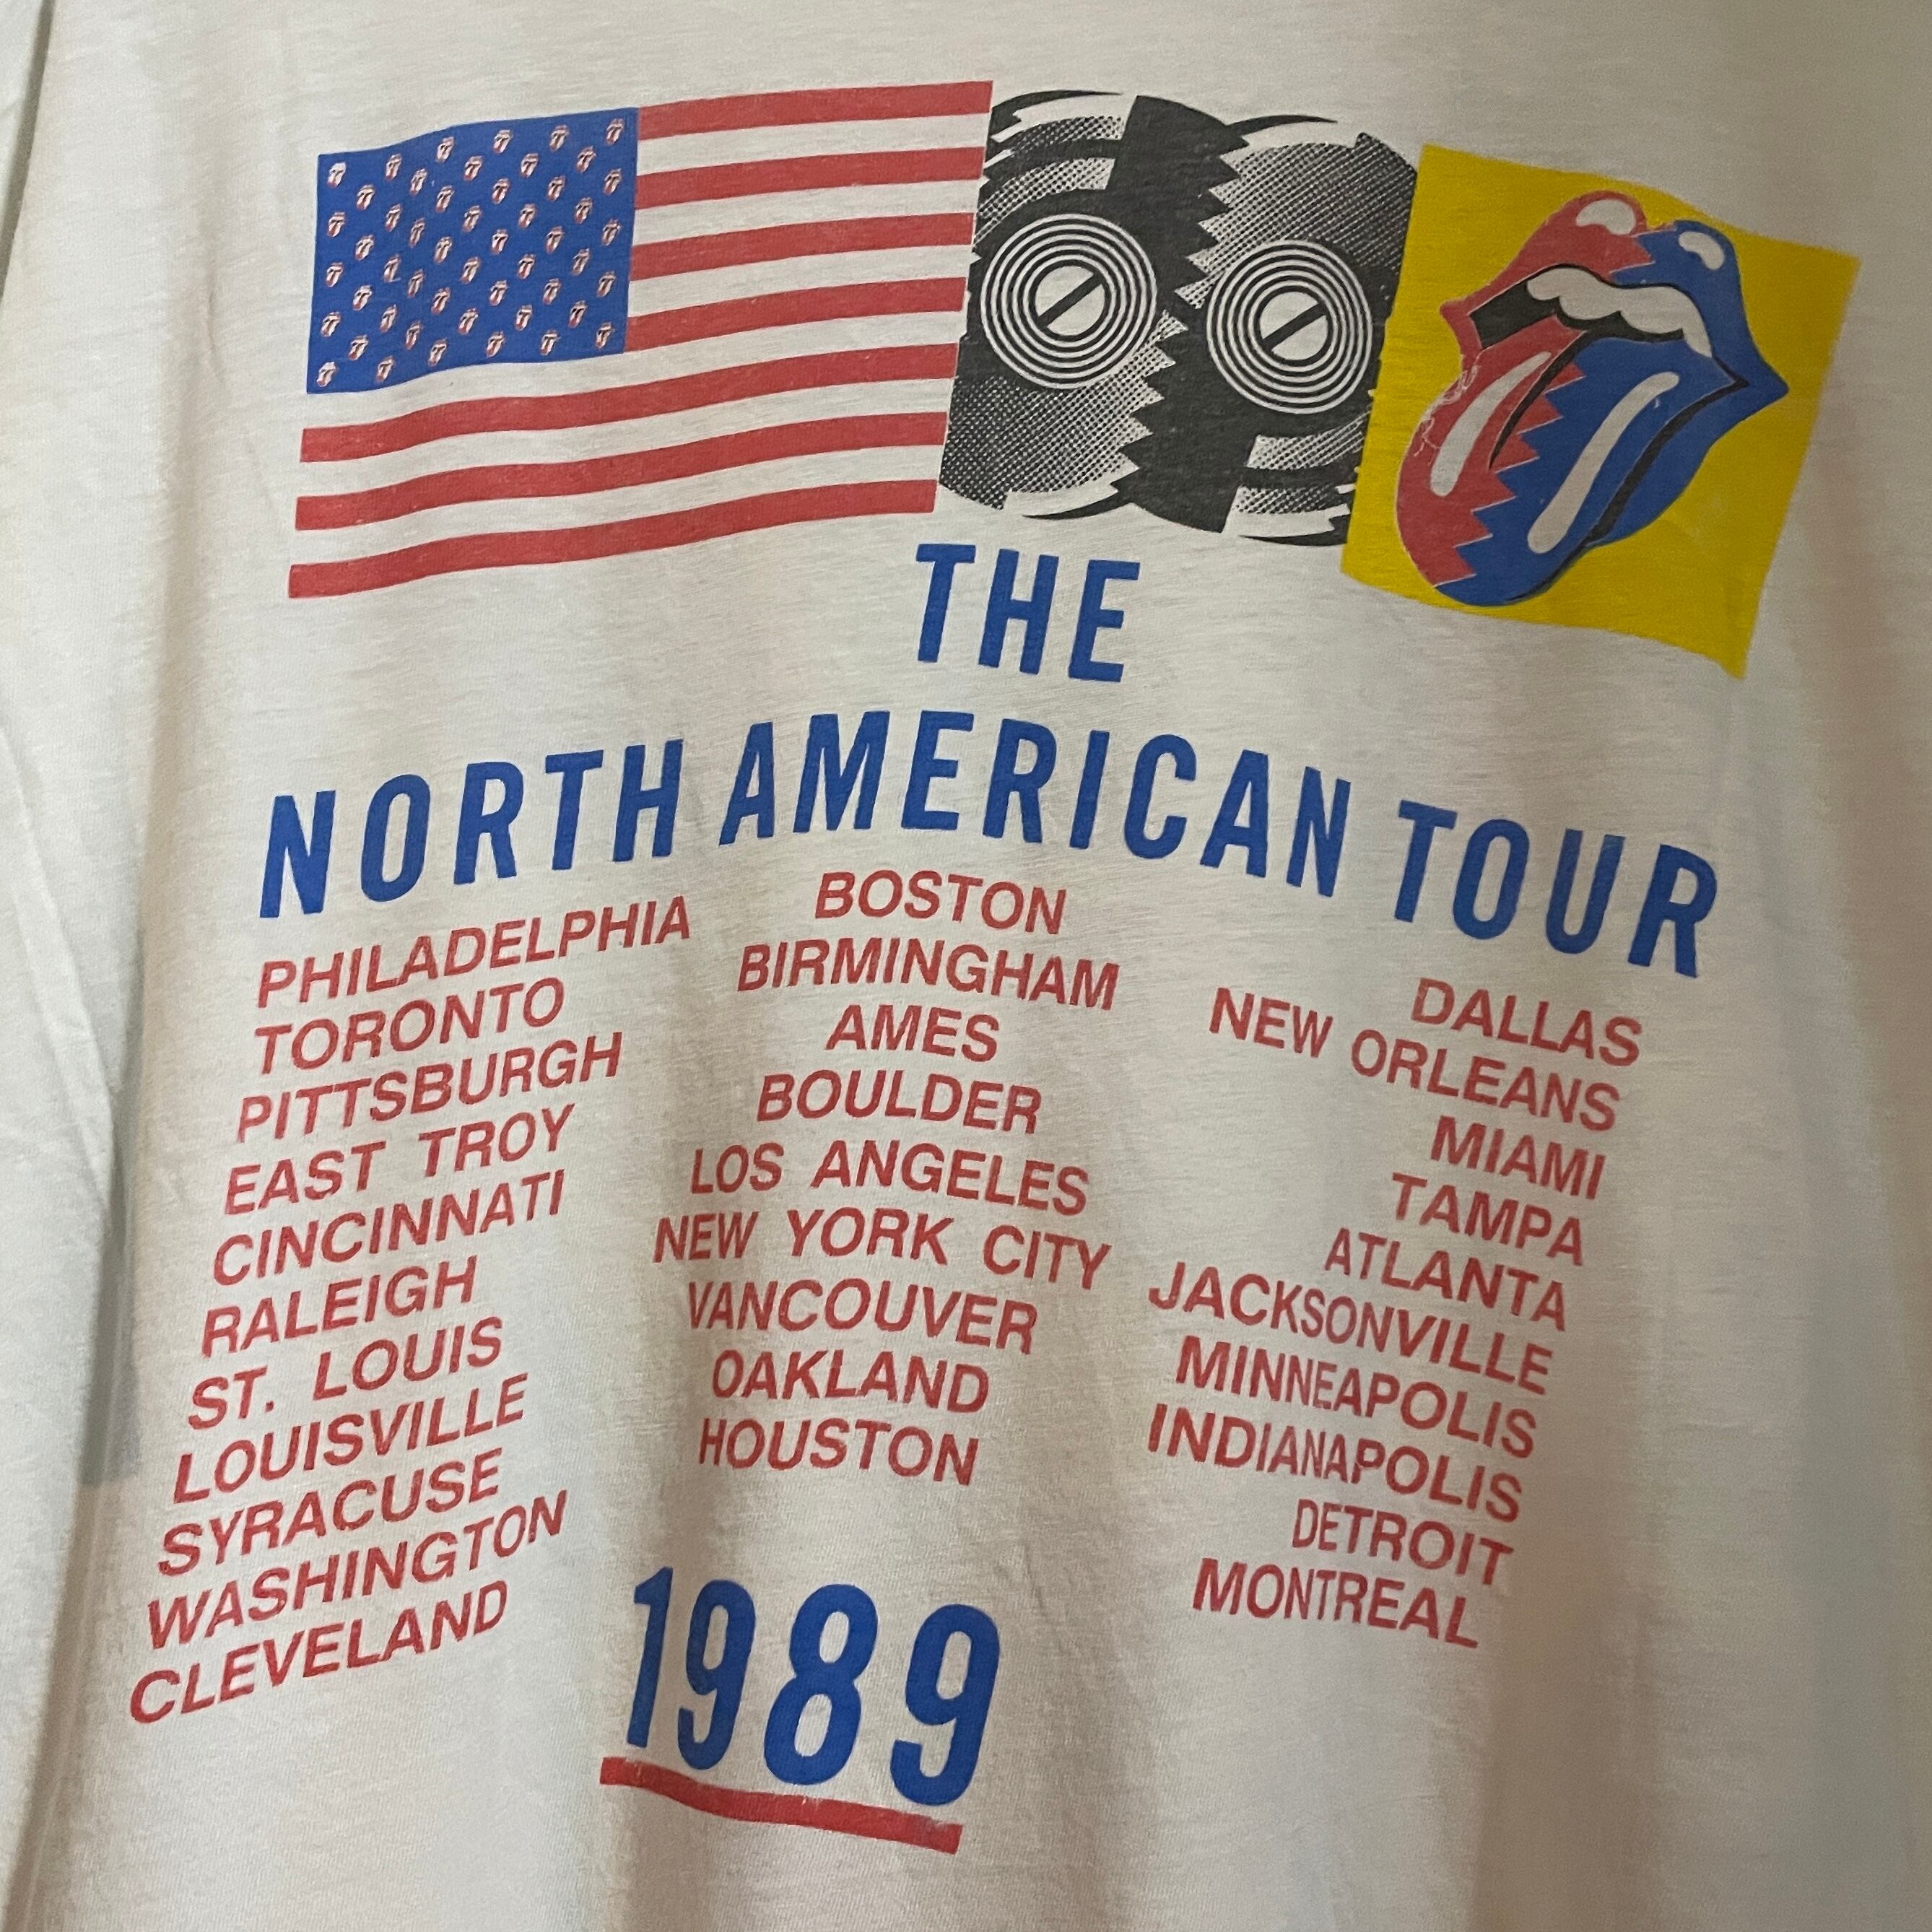 THE
NORTH AMERICAN TOUR
PHILADELPHIA
TORONTO
PITTSBURGH
EAST TROY
CINCINNATI
RALEIGH
ST. LOUIS
LOUISVILLE
SYRACUSE
WASHINGTON
CLEVELAND
BOSTON
BIRMINGHAM
AMES
BOULDER
LOS ANGELES
NEW YORK CITY
VANCOUVER
OAKLAND
HOUSTON
DALLAS
NEW ORLEANS
MIAMI
TAMPA
ATLANTA
JACKSONVILLE
MINNEAPOLIS
INDIANAPOLIS
DETROIT
MONTREAL
1989